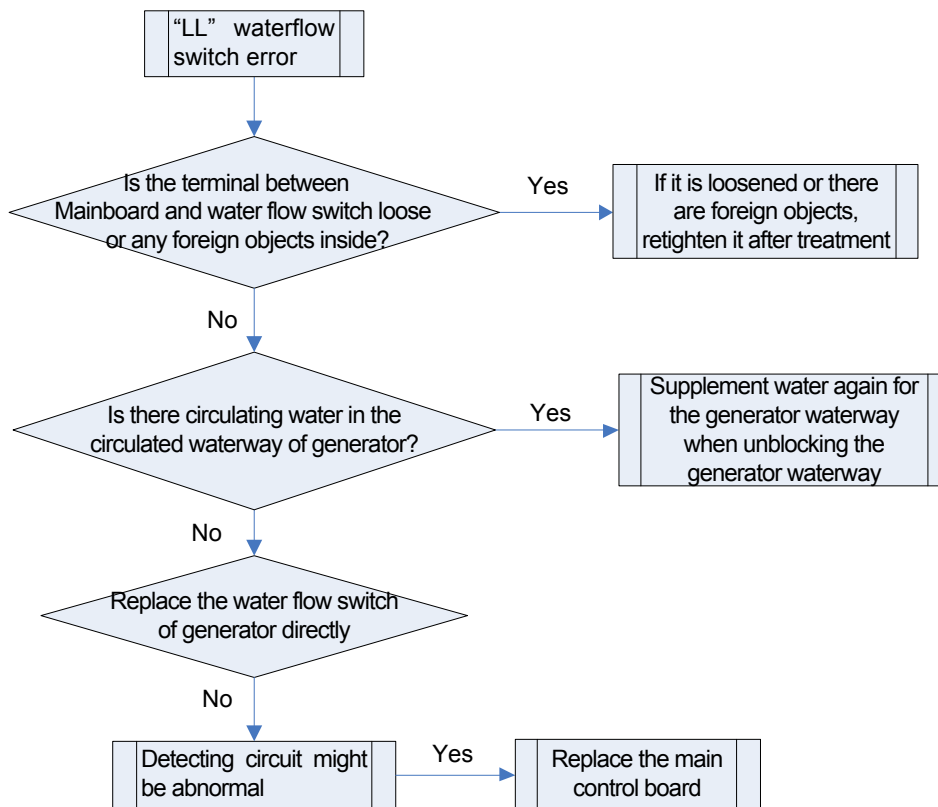 “LL” waterflow
switch error
Is the terminal between
Mainboard and water flow switch loose
or any foreign objects inside?
Yes
If it is loosened or there
are foreign objects,
retighten it after treatment
No
Is there circulating water in the
circulated waterway of generator?
Yes
Supplement water again for
the generator waterway
when unblocking the
generator waterway
No
Replace the water flow switch
of generator directly
No
Detecting circuit might
be abnormal
Yes
Replace the main
control board